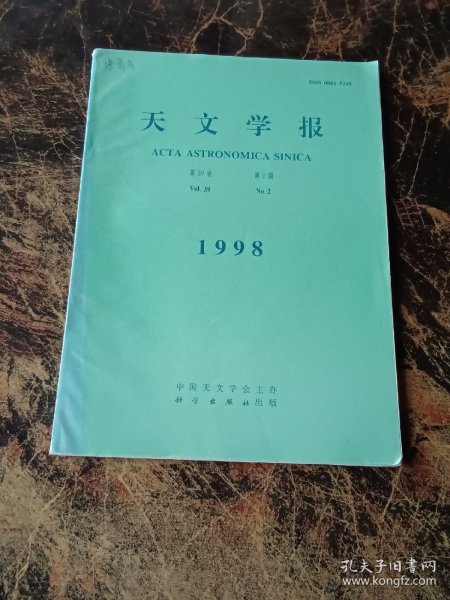 ISSN 0001-5245
天文学报
ACTA ASTRONOMICA SINICA
第39卷 第2期
Vol. 39 No. 2
1998
中国天文学会主办
科学出版社出版
孔夫子旧书网
www.kongfz.com